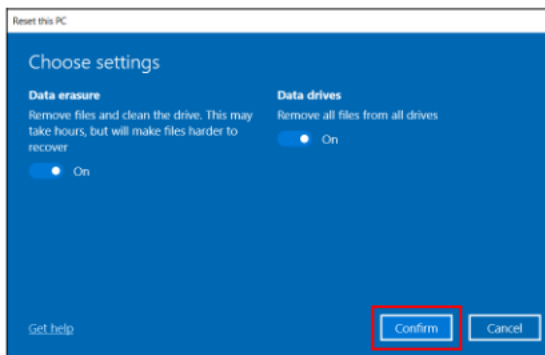 Reset this PC
Choose settings
Data erasure
Remove files and clean the drive. This may
take hours, but will make files harder to
recover
On
Data drives
Remove all files from all drives
On
Get help
Confirm
Cancel